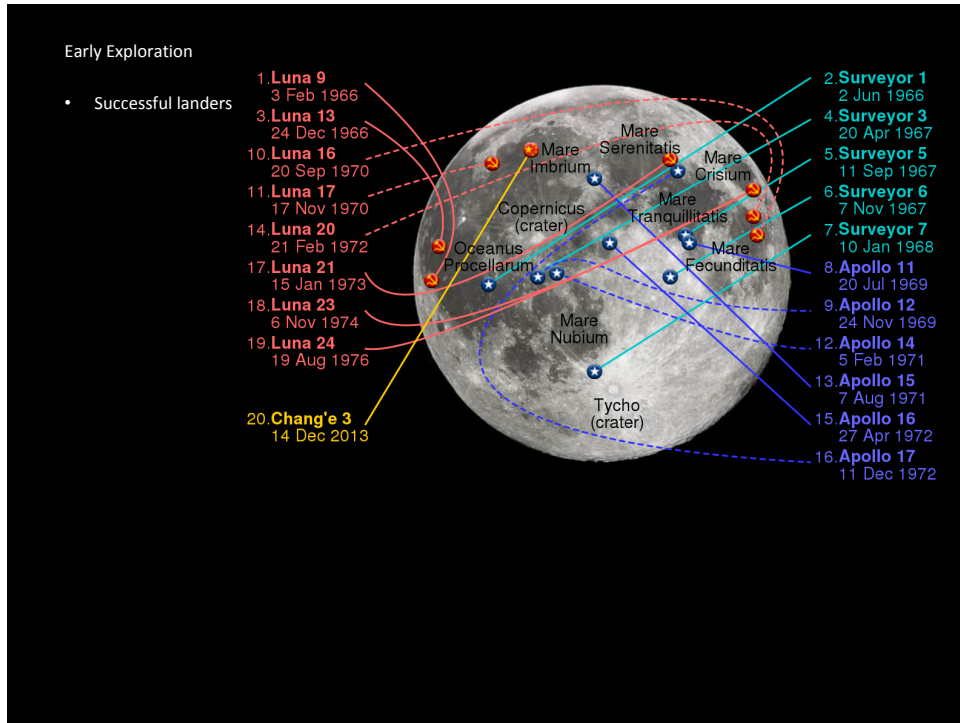 Early Exploration
• Successful landers
1. Luna 9
3 Feb 1966
3. Luna 13
24 Dec 1966
10. Luna 16
20 Sep 1970
11. Luna 17
17 Nov 1970
14. Luna 20
21 Feb 1972
17. Luna 21
15 Jan 1973
18. Luna 23
6 Nov 1974
19. Luna 24
19 Aug 1976
20. Chang'e 3
14 Dec 2013
Mare
Imbrium
Mare
Serenitatis
Mare
Crisium
Copernicus
(crater)
Mare
Tranquillitatis
Oceanus
Procellarum
Mare
Fecunditatis
Mare
Nubium
Tycho
(crater)
2. Surveyor 1
2 Jun 1966
4. Surveyor 3
20 Apr 1967
5. Surveyor 5
11 Sep 1967
6. Surveyor 6
7 Nov 1967
7. Surveyor 7
10 Jan 1968
8. Apollo 11
20 Jul 1969
9. Apollo 12
24 Nov 1969
12. Apollo 14
5 Feb 1971
13. Apollo 15
7 Aug 1971
15. Apollo 16
27 Apr 1972
16. Apollo 17
11 Dec 1972